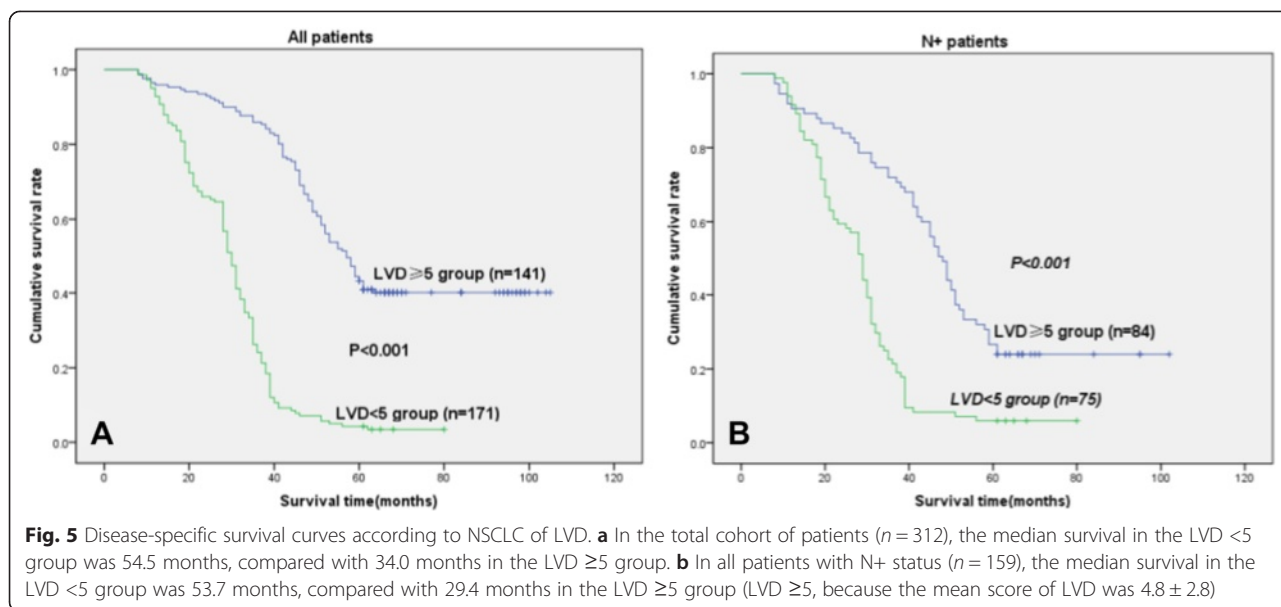 All patients
Cumulative survival rate
1.0
0.8
0.6
0.4
0.2
0.0
LVD≥5 group (n=141)
P<0.001
LVD<5 group (n=171)
A
0 20 40 60 80 100 120
Survival time(months)
N+ patients
Cumulative survival rate
1.0
0.8
0.6
0.4
0.2
0.0
P<0.001
LVD≥5 group (n=84)
LVD<5 group (n=75)
B
0 20 40 60 80 100 120
Survival time(months)
Fig. 5 Disease-specific survival curves according to NSCLC of LVD. a In the total cohort of patients (n = 312), the median survival in the LVD <5
group was 54.5 months, compared with 34.0 months in the LVD ≥5 group. b In all patients with N+ status (n = 159), the median survival in the
LVD <5 group was 53.7 months, compared with 29.4 months in the LVD ≥5 group (LVD ≥5, because the mean score of LVD was 4.8 ± 2.8)